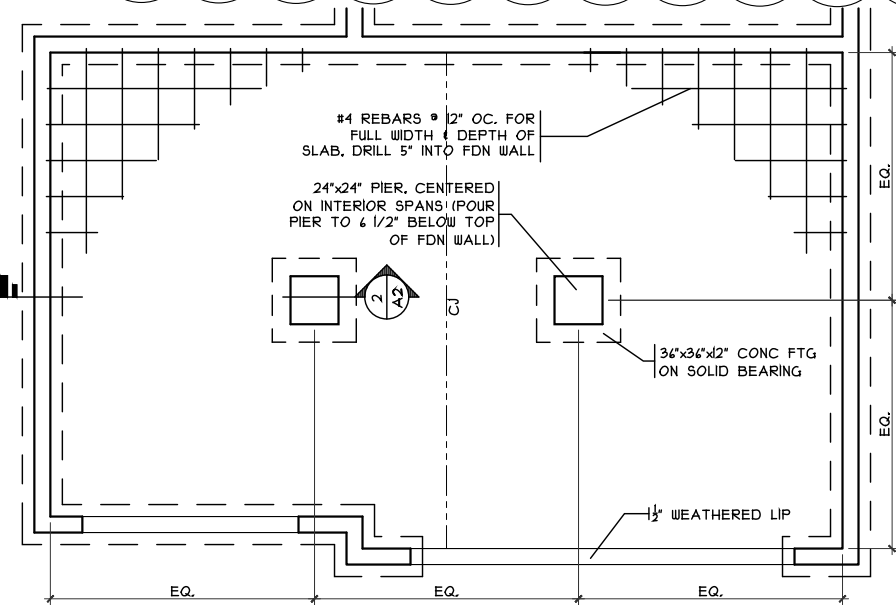 #4 REBARS @ 12" OC. FOR
FULL WIDTH & DEPTH OF
SLAB. DRILL 5" INTO FDN WALL
24"x24" PIER. CENTERED
ON INTERIOR SPANS (POUR
PIER TO 6 1/2" BELOW TOP
OF FDN WALL)
EQ.
2
A2
CJ
36"x36"x12" CONC FTG
ON SOLID BEARING
EQ.
1½" WEATHERED LIP
EQ.
EQ.
EQ.